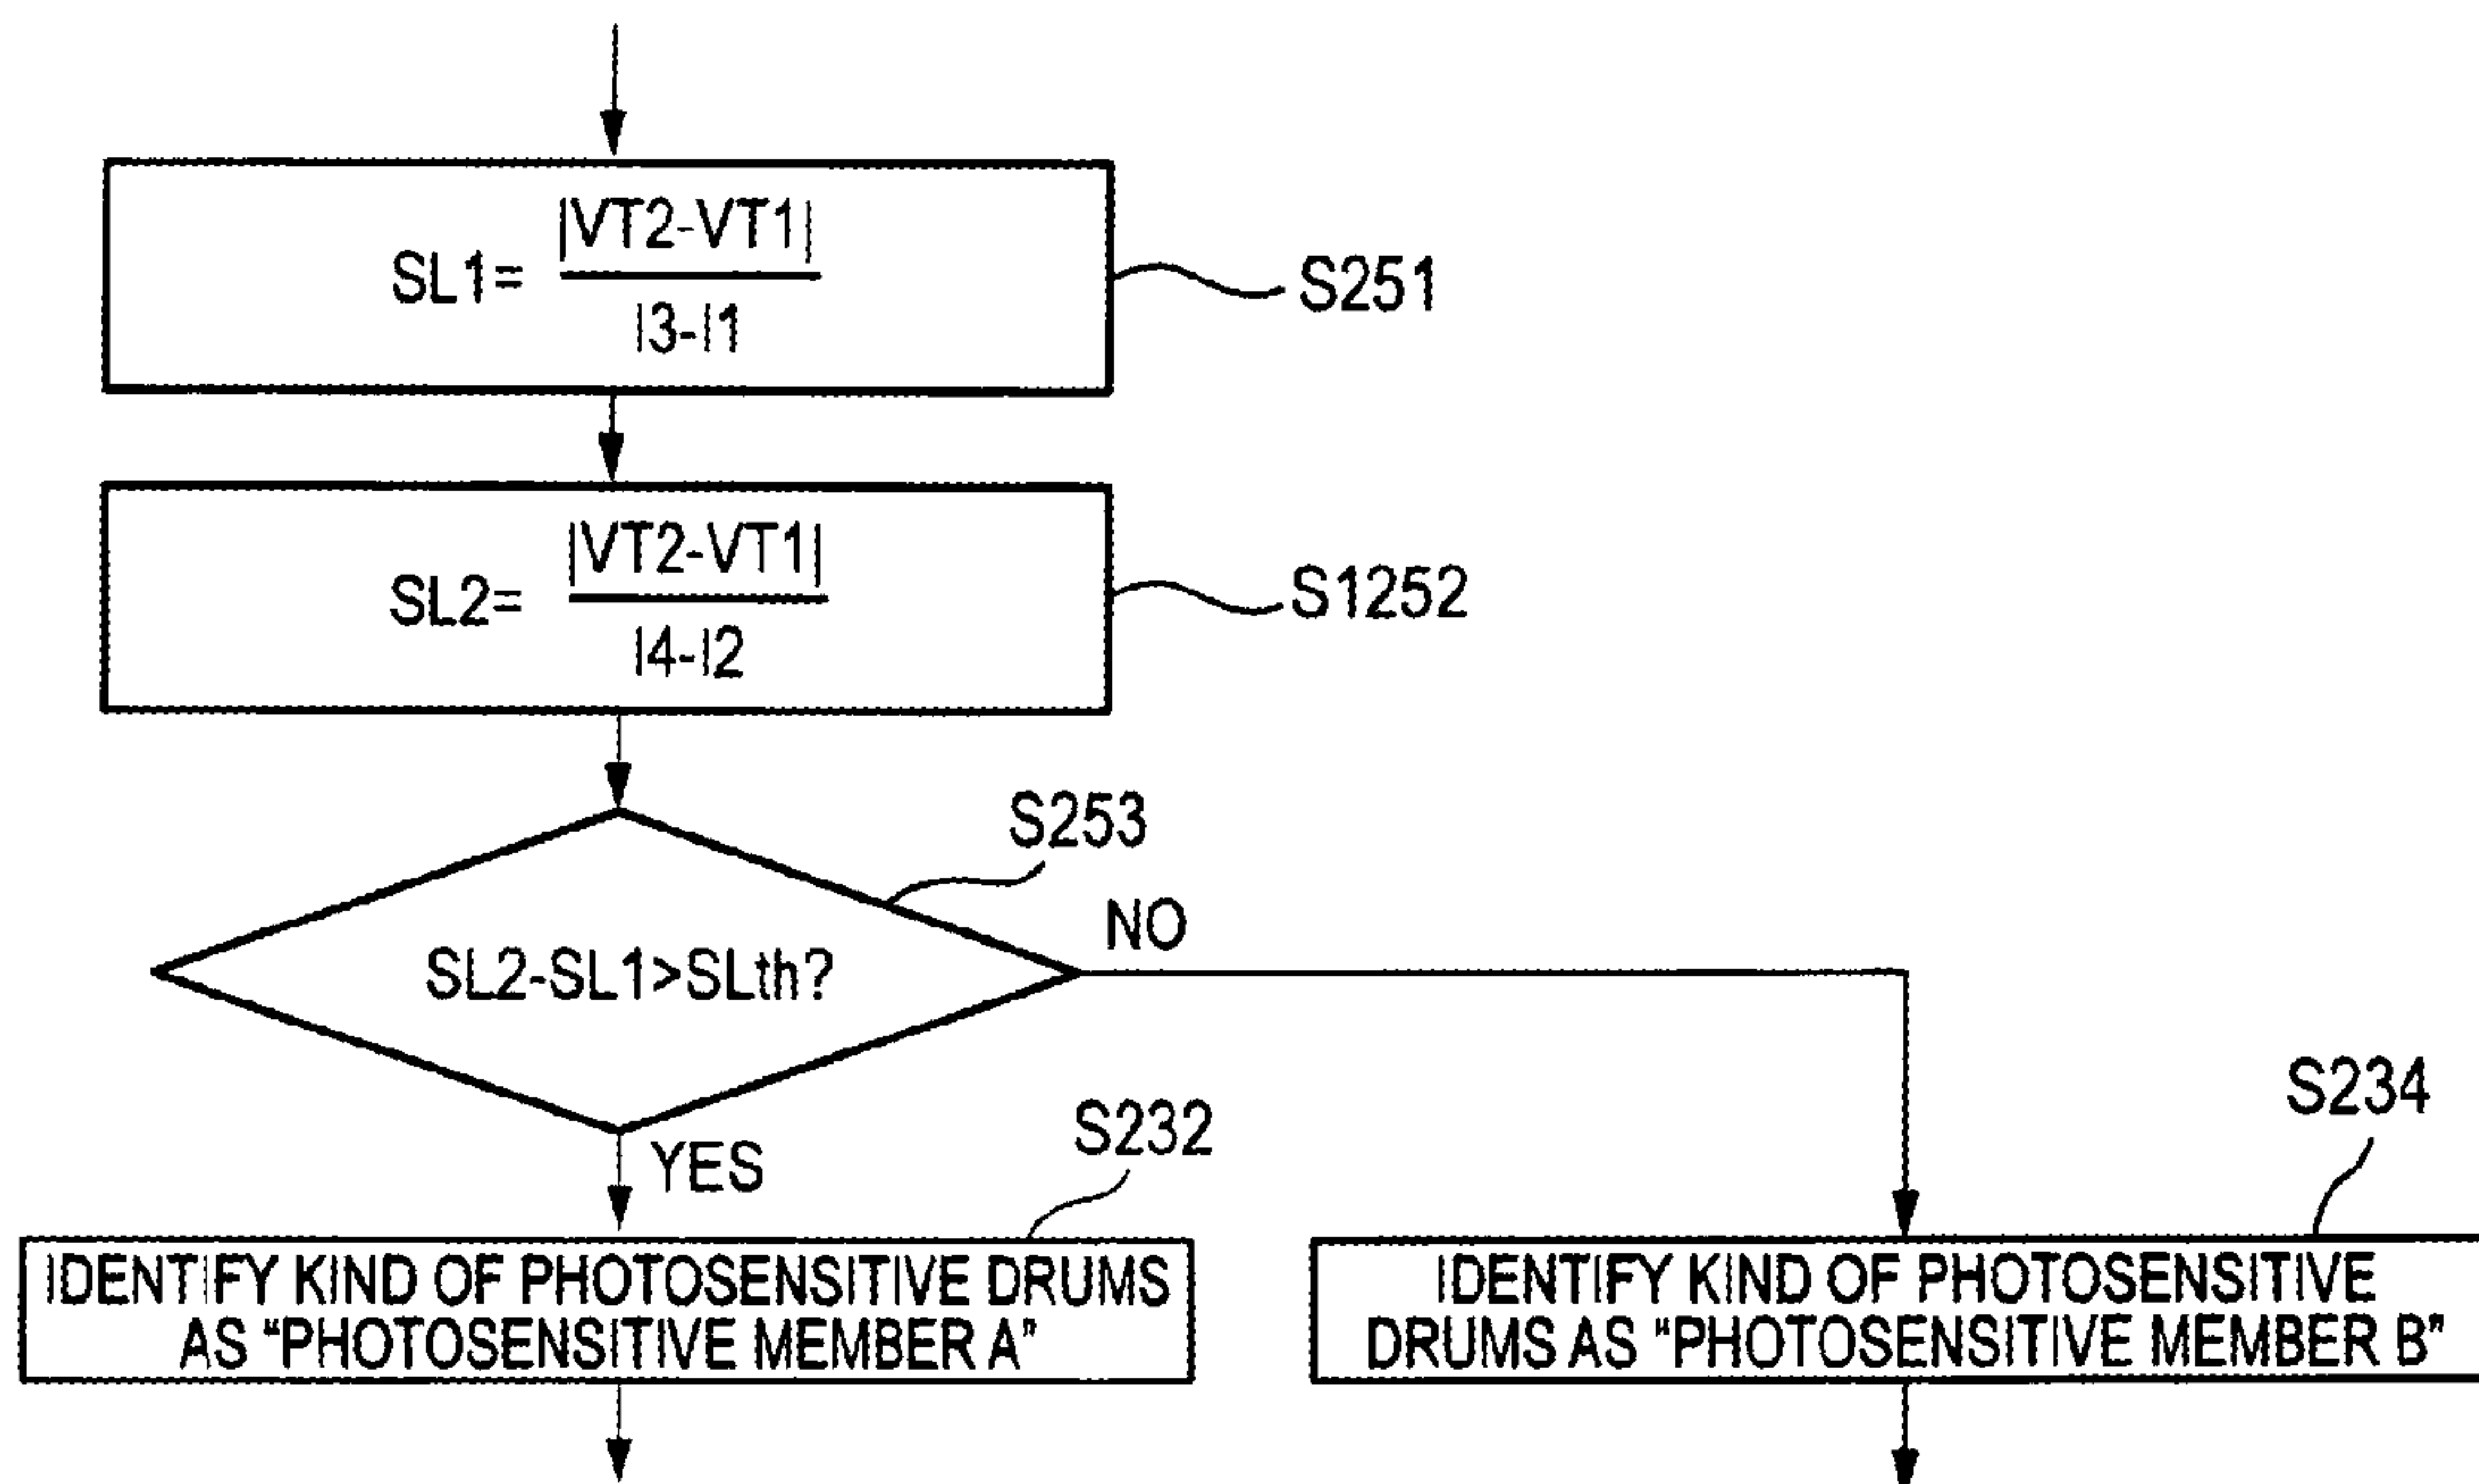 |VT2-VT1|
SL1=
I3-I1
S251
|VT2-VT1|
SL2=
I4-I2
S1252
S253
NO
SL2-SL1>SLth?
YES
S232
S234
IDENTIFY KIND OF PHOTOSENSITIVE DRUMS
AS “PHOTOSENSITIVE MEMBER A”
IDENTIFY KIND OF PHOTOSENSITIVE
DRUMS AS “PHOTOSENSITIVE MEMBER B”